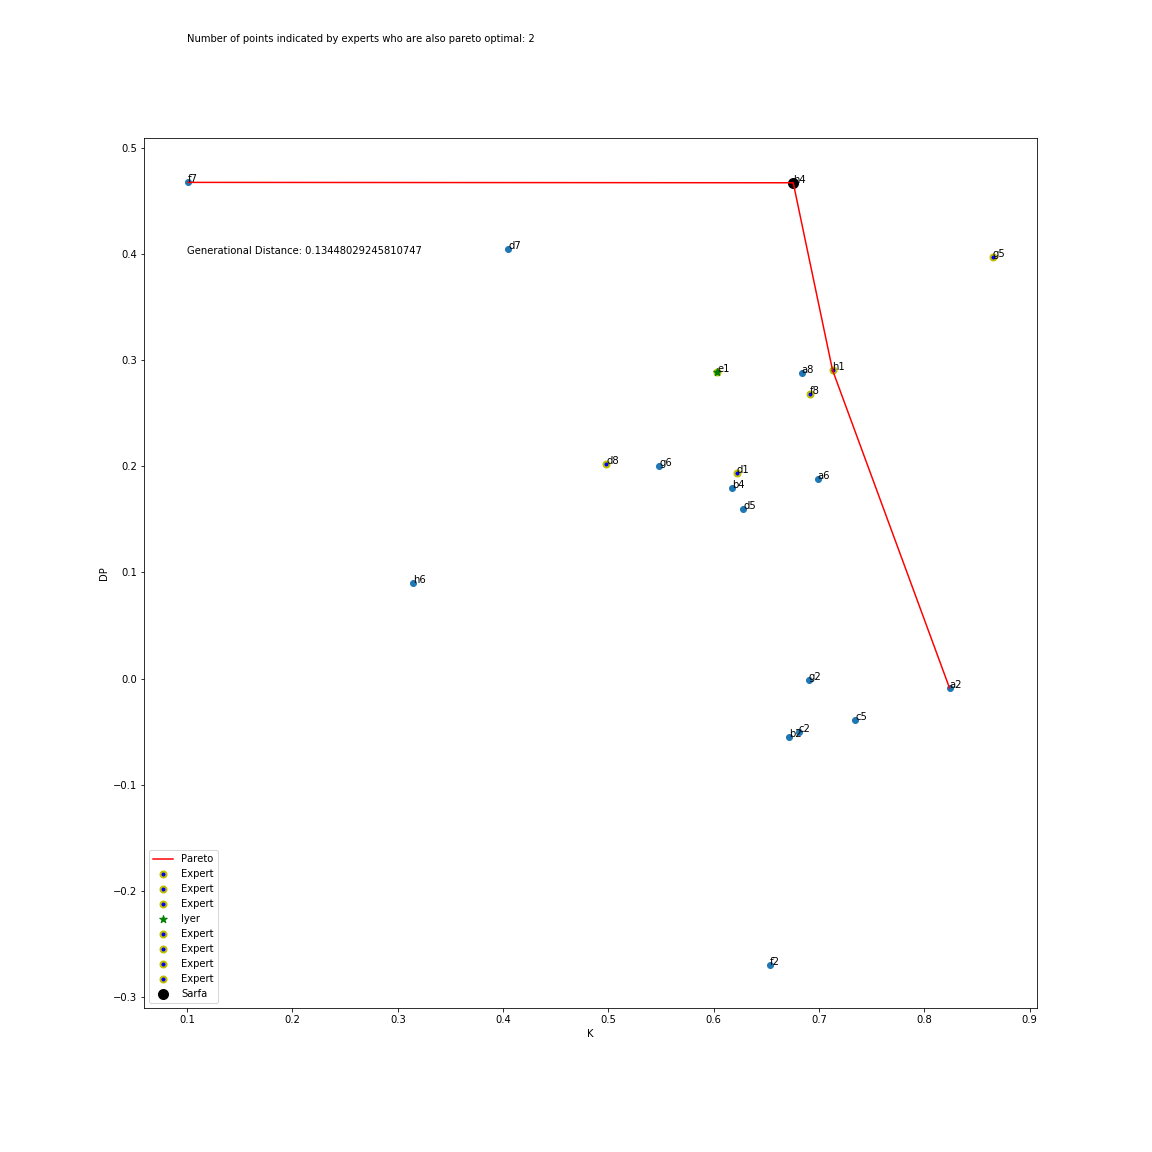 Number of points indicated by experts who are also pareto optimal: 2
0.5
f7
d7
Generational Distance: 0.13448029245810747
0.4
g5
0.3
e1
a8
h1
f8
0.2
d8
g6
d1
b4
a6
d5
0.1
h6
DP
0.0
g2
a2
c5
c2
b2
−0.1
−0.2
f2
−0.3
Pareto
Expert
Expert
Expert
Iyer
Expert
Expert
Expert
Expert
Sarfa
0.1 0.2 0.3 0.4 0.5 0.6 0.7 0.8 0.9
K